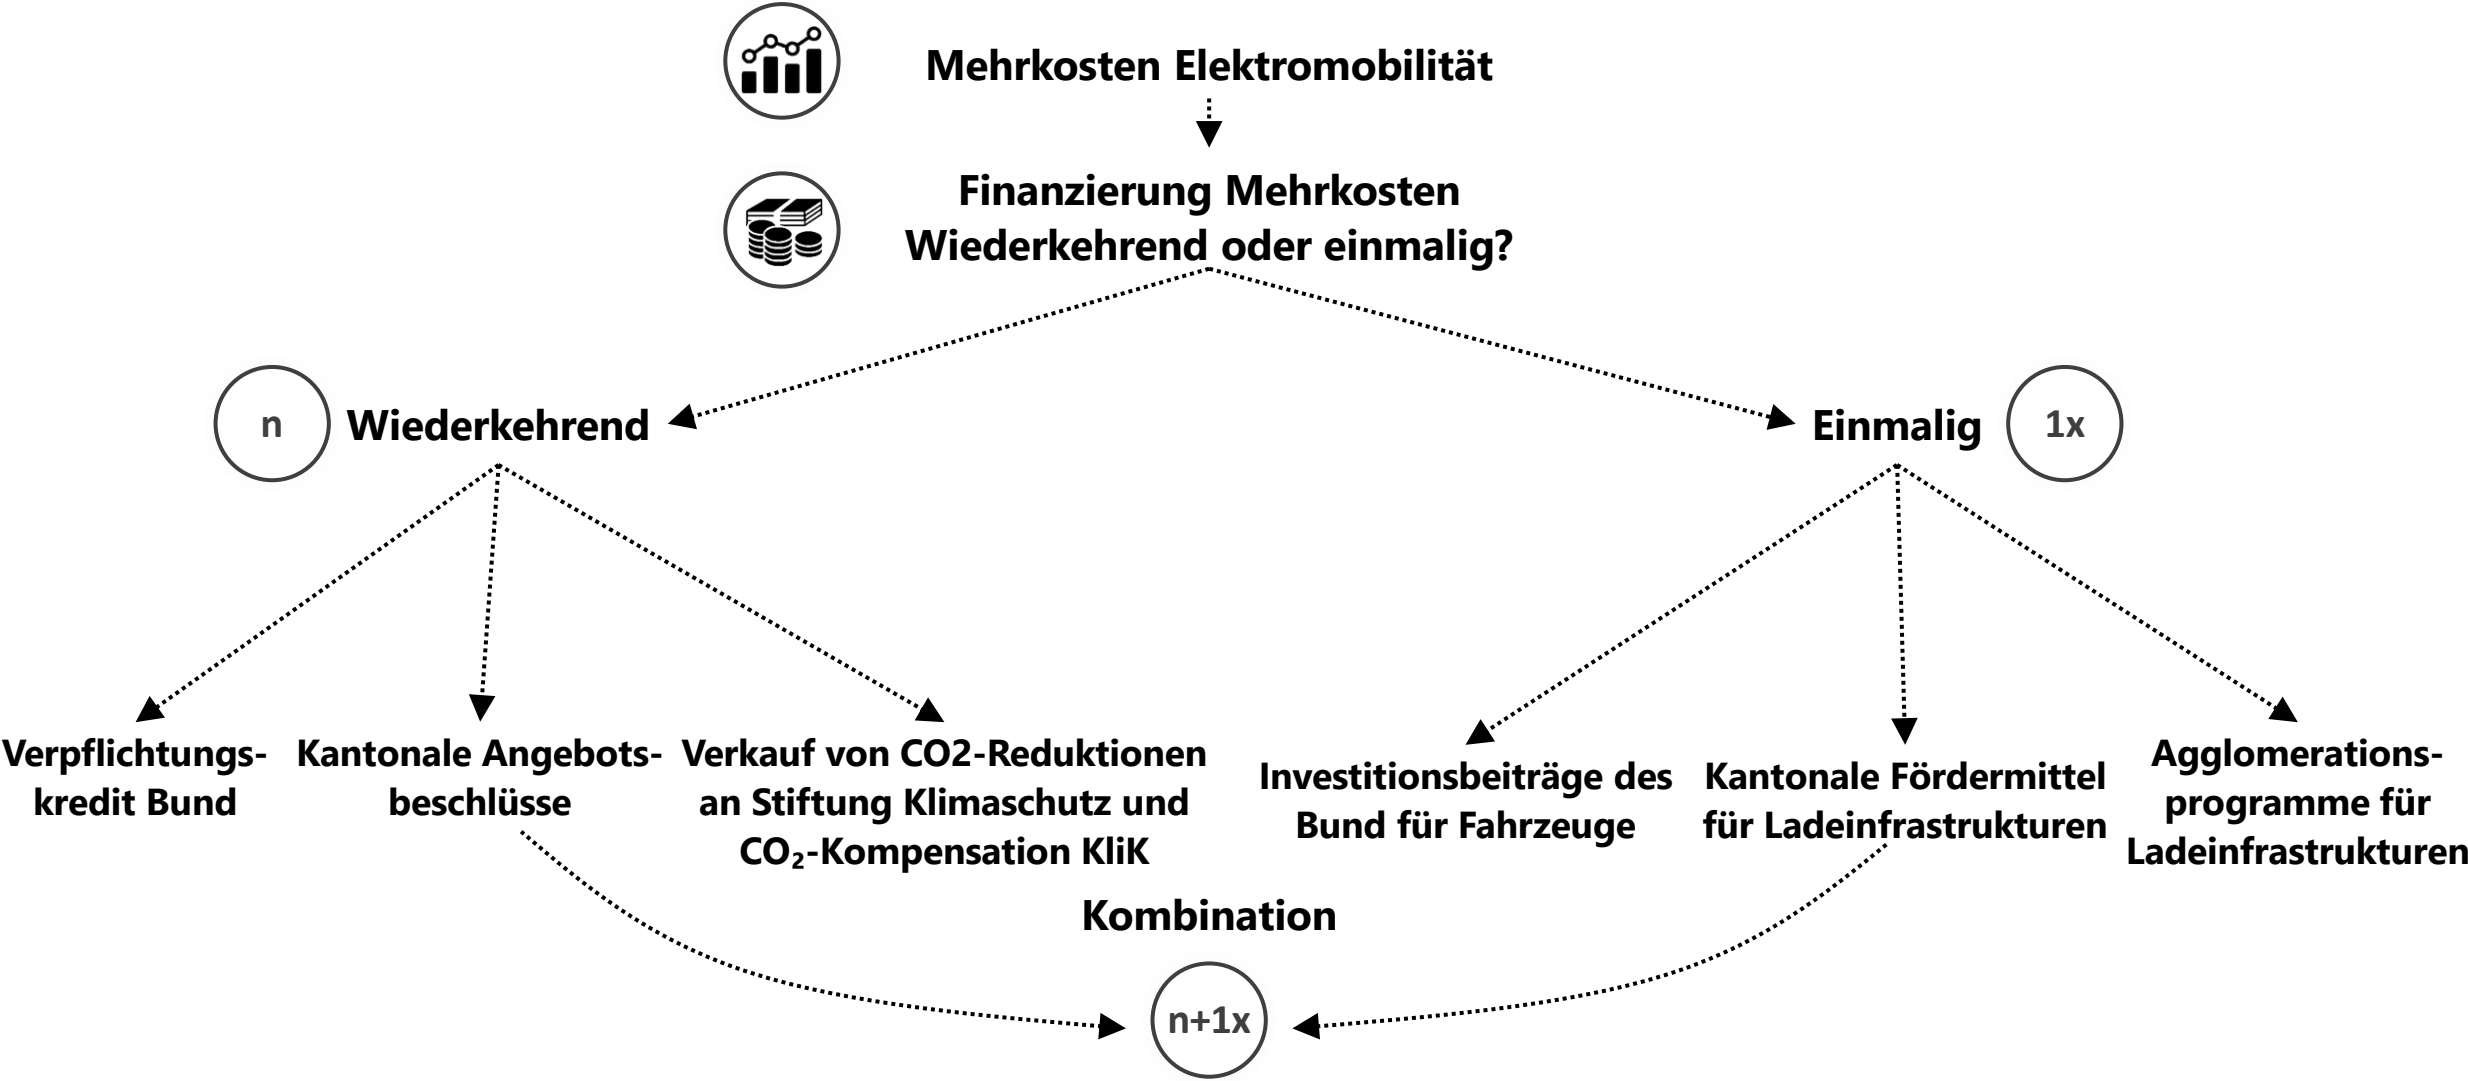 Mehrkosten Elektromobilität
Finanzierung Mehrkosten
Wiederkehrend oder einmalig?
n
Wiederkehrend
Einmalig
1x
Verpflichtungs-
kredit Bund
Kantonale Angebots-
beschlüsse
Verkauf von CO2-Reduktionen
an Stiftung Klimaschutz und
CO₂-Kompensation KliK
Investitionsbeiträge des
Bund für Fahrzeuge
Kantonale Fördermittel
für Ladeinfrastrukturen
Agglomerations-
programme für
Ladeinfrastrukturen
Kombination
n+1x